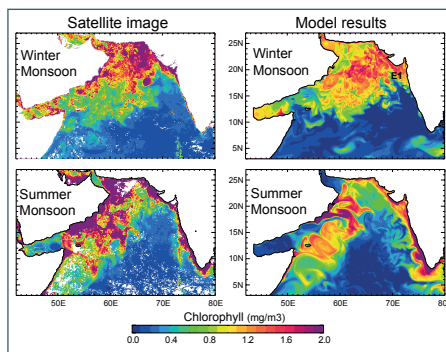 Satellite image
Model results
Winter
Monsoon
Winter
Monsoon
E1
25N
20N
15N
10N
5N
Summer
Monsoon
Summer
Monsoon
25N
20N
15N
10N
5N
50E 60E 70E 80
50E 60E 70E 80
Chlorophyll (mg/m3)
0.0 0.4 0.8 1.2 1.6 2.0